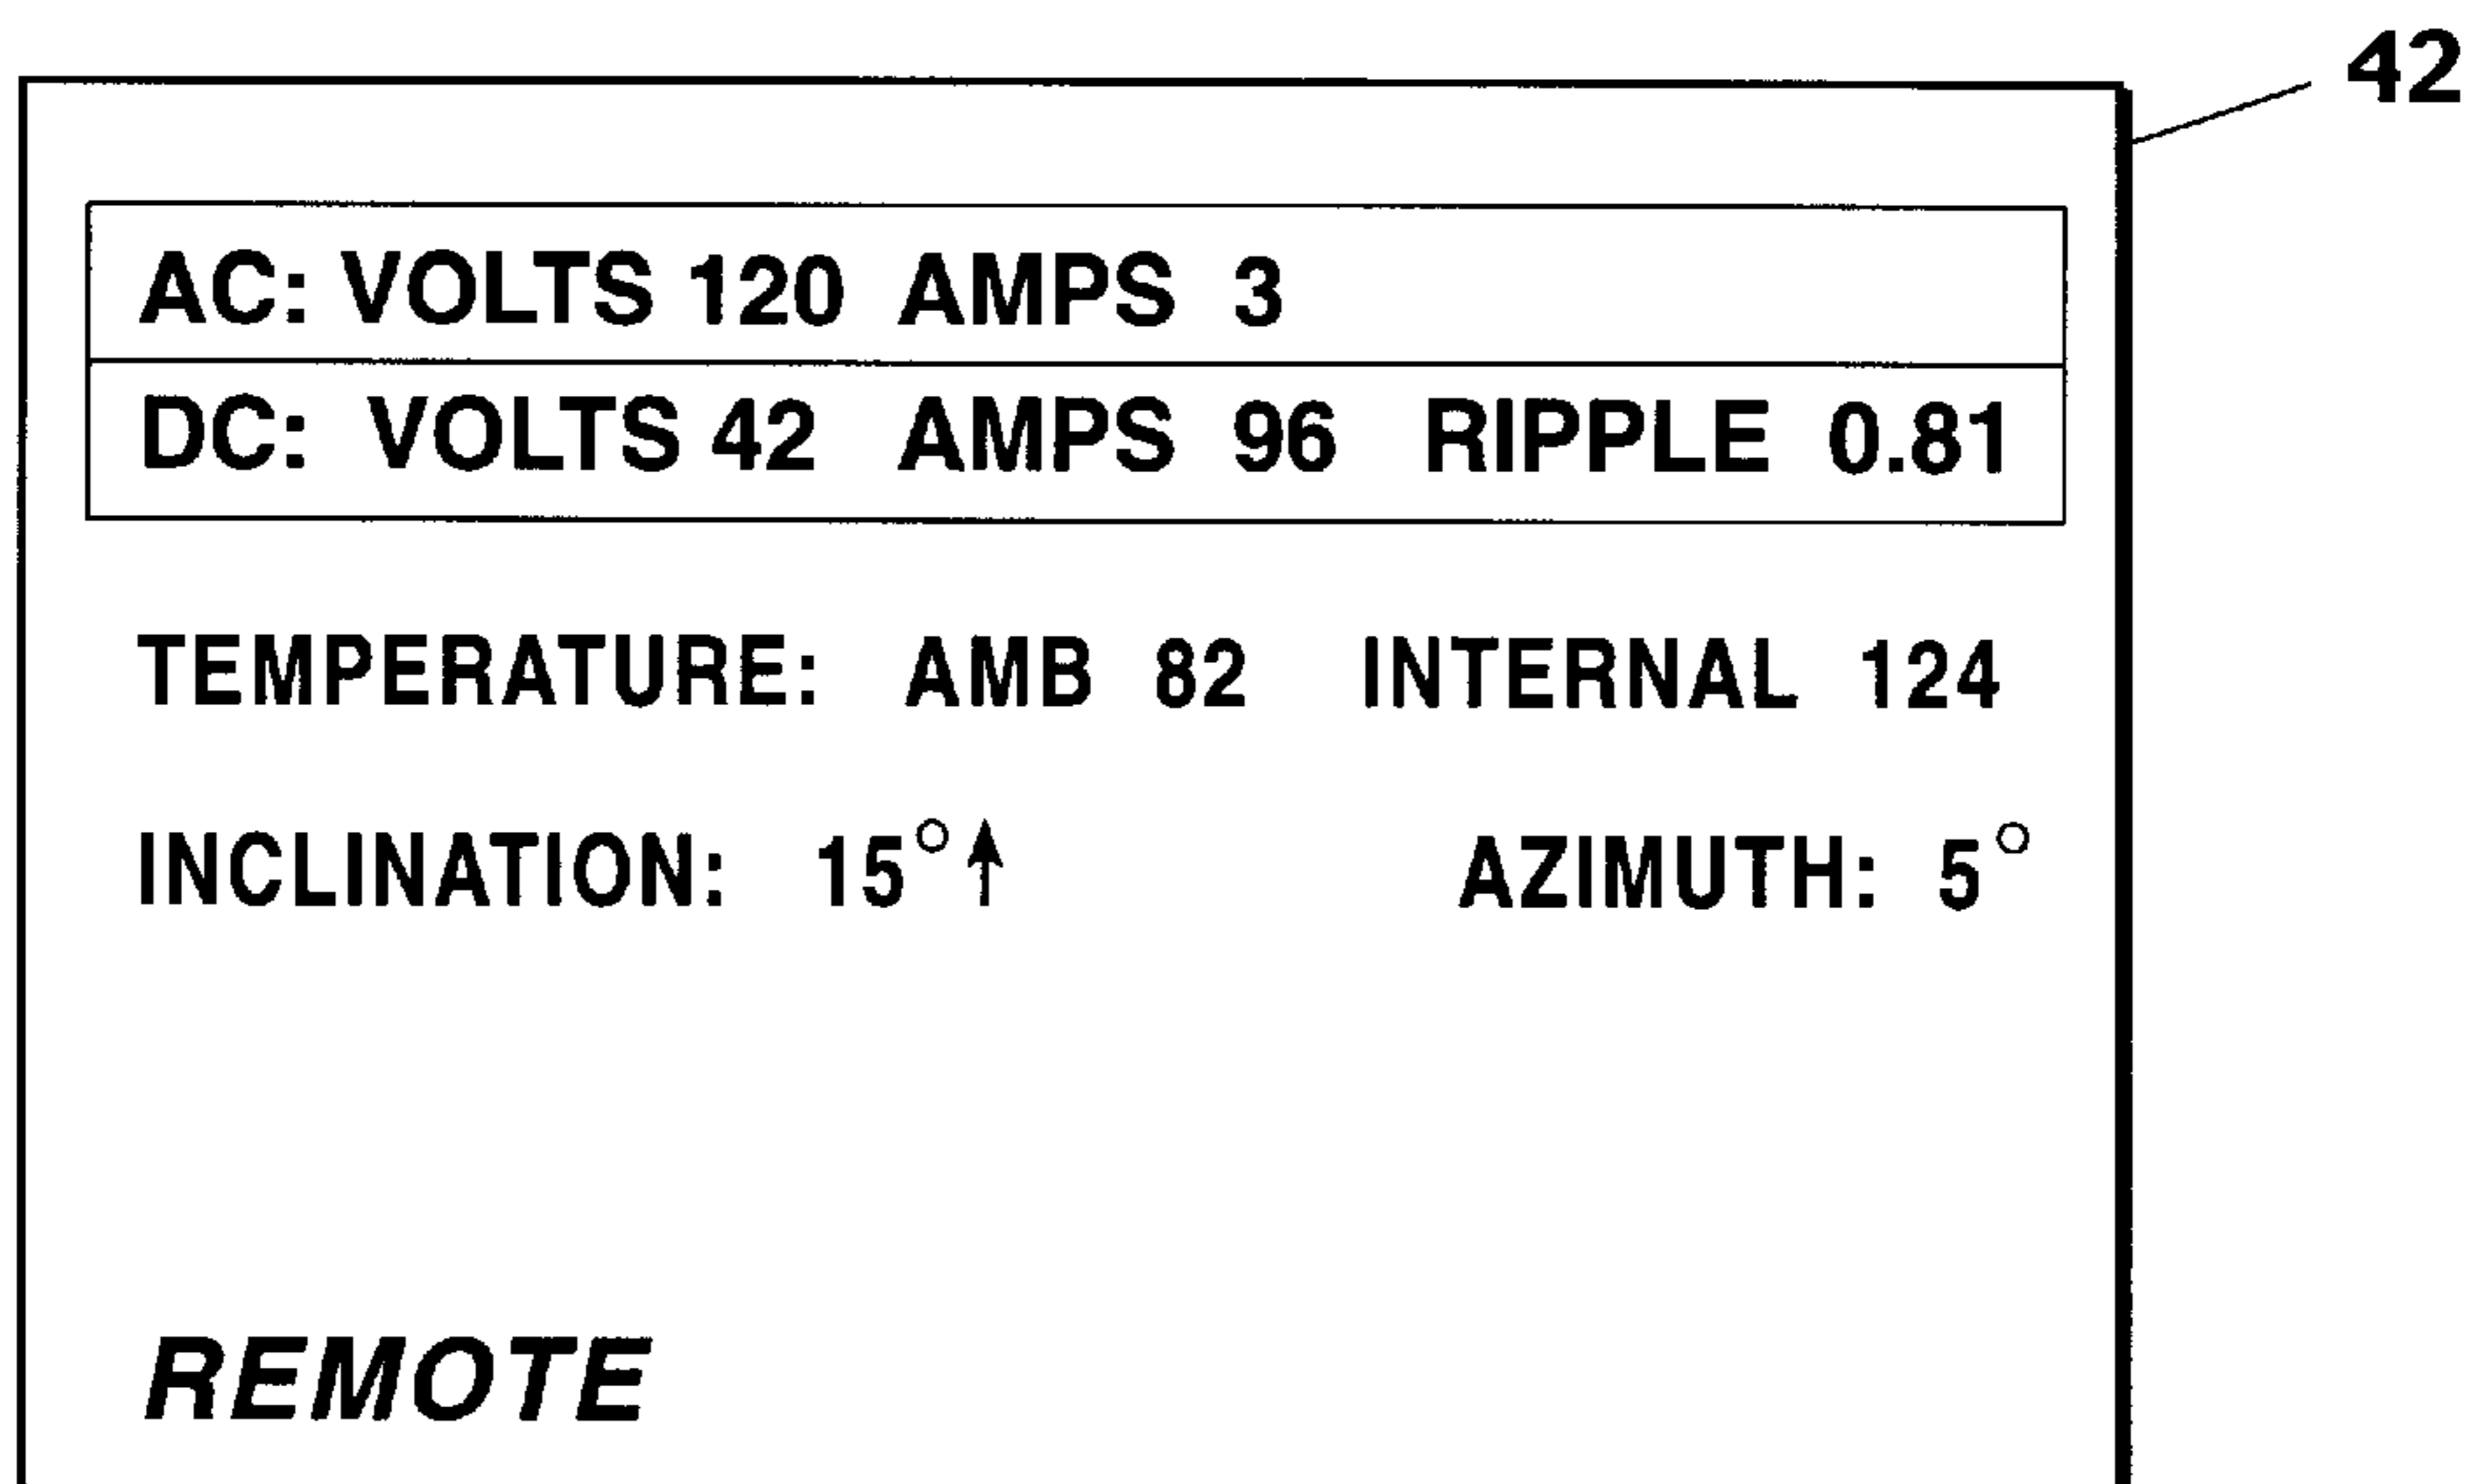 42
AC: VOLTS 120 AMPS 3
DC: VOLTS 42 AMPS 96 RIPPLE 0.81
TEMPERATURE: AMB 82 INTERNAL 124
INCLINATION: 15°↑ AZIMUTH: 5°
REMOTE